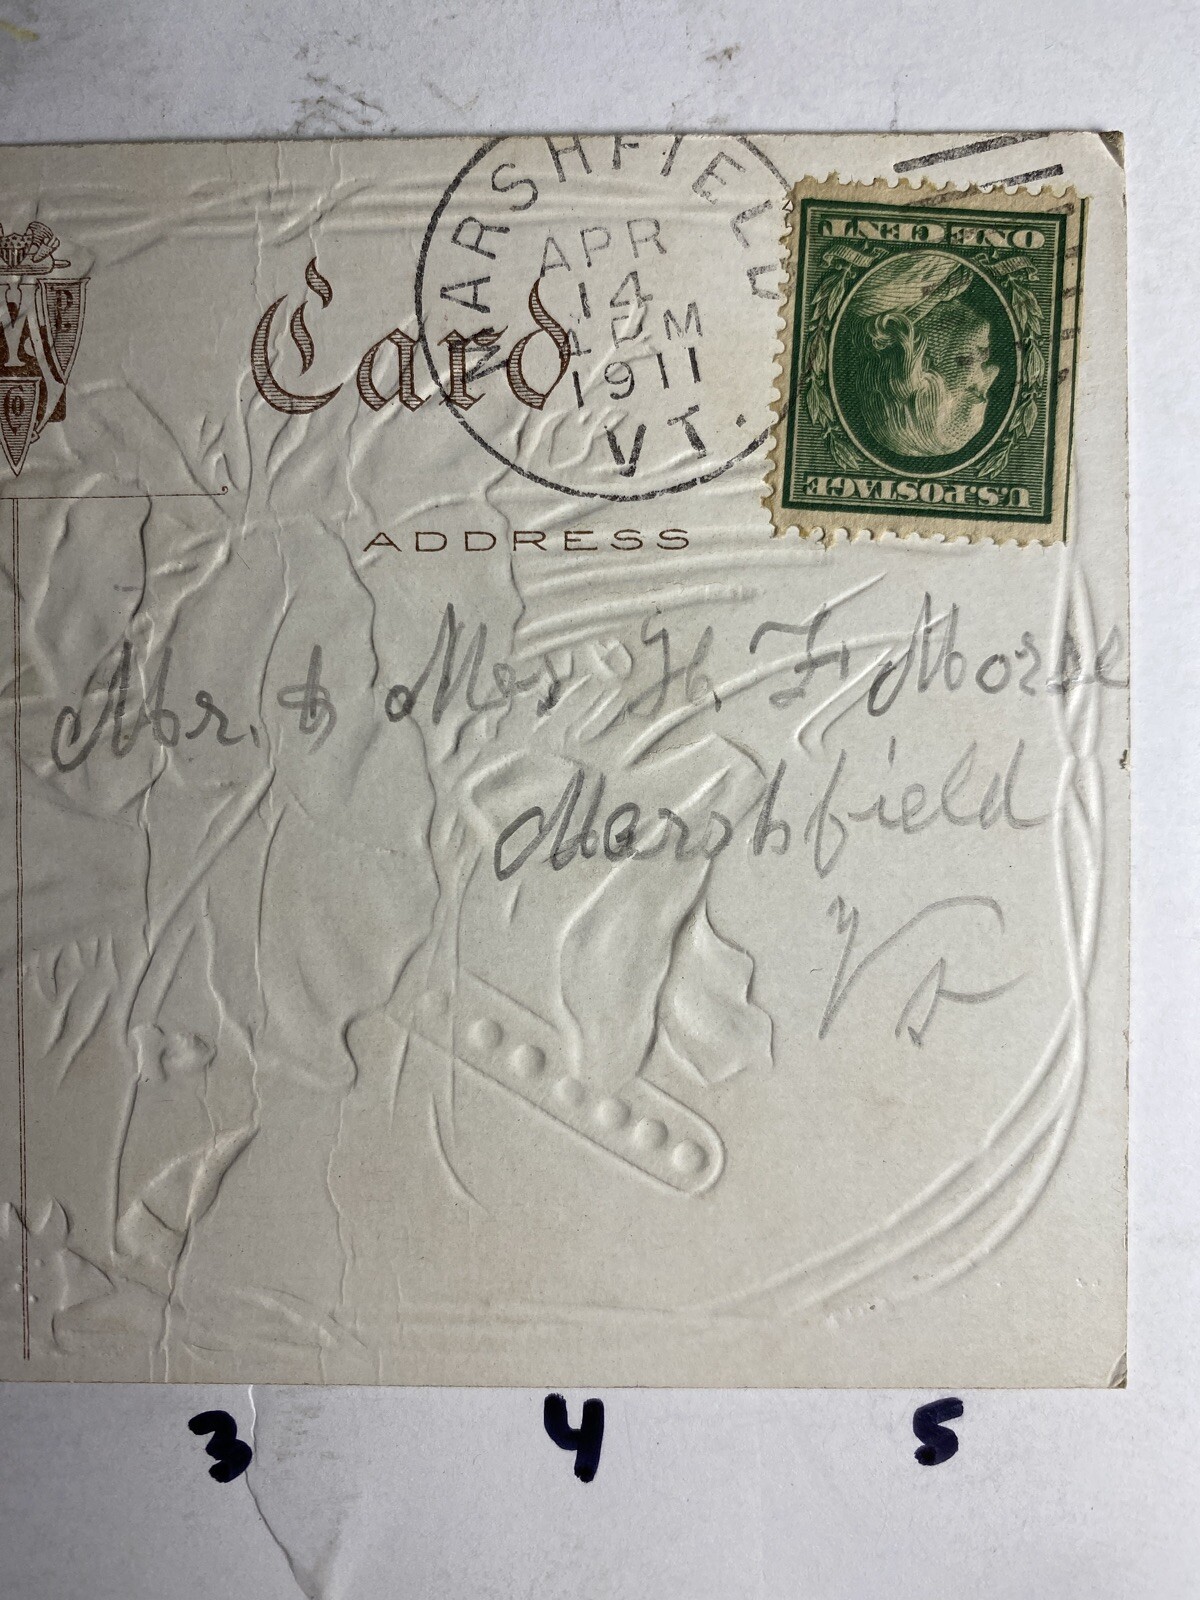 MARSHFIELD
APR
14
PM
1911
VT.
ONE CENT
U.S. POSTAGE
Card
Co
ADDRESS
Mr. & Mrs H. F. Morse
Marshfield
Vt
3 4 5